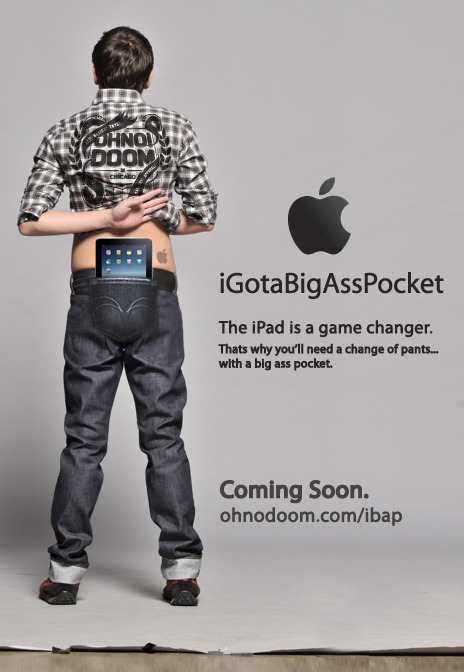 OHNO!
DOOM
CHICAGO
iGotaBigAssPocket
The iPad is a game changer.
Thats why you'll need a change of pants...
with a big ass pocket.
Coming Soon.
ohnodoom.com/ibap